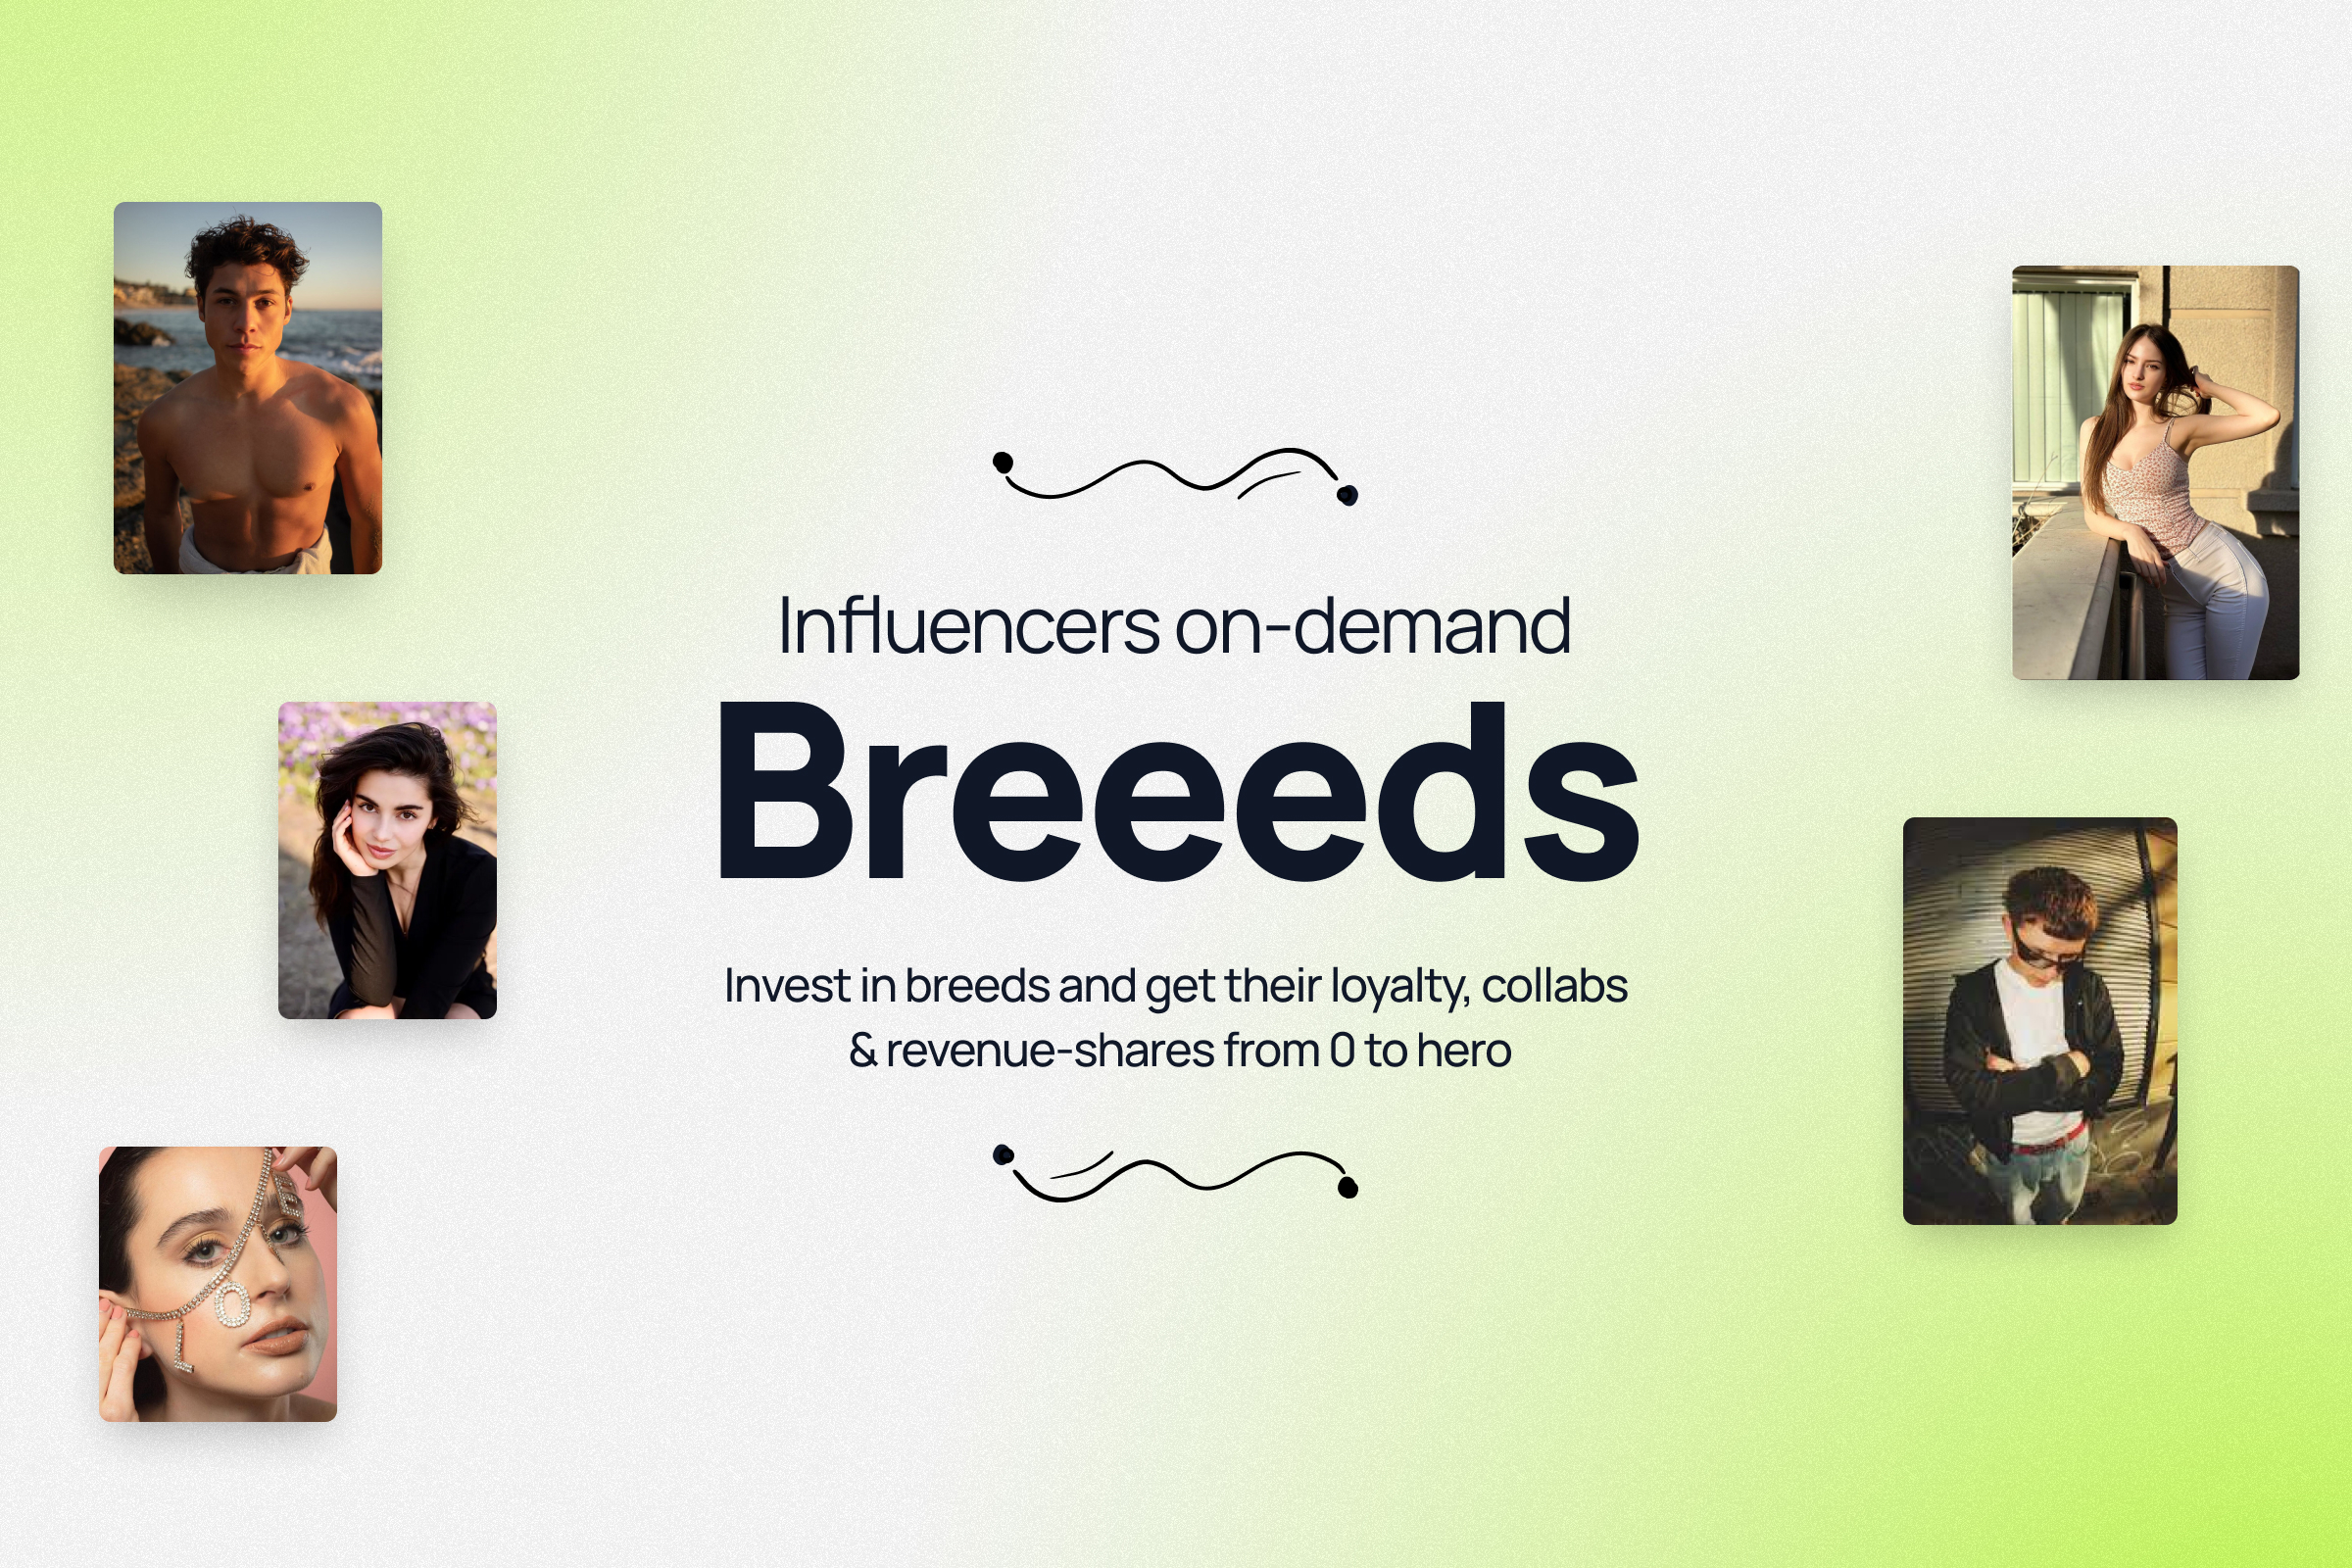 Influencers on-demand
Breeeds
Invest in breeds and get their loyalty, collabs
& revenue-shares from 0 to hero
L O E